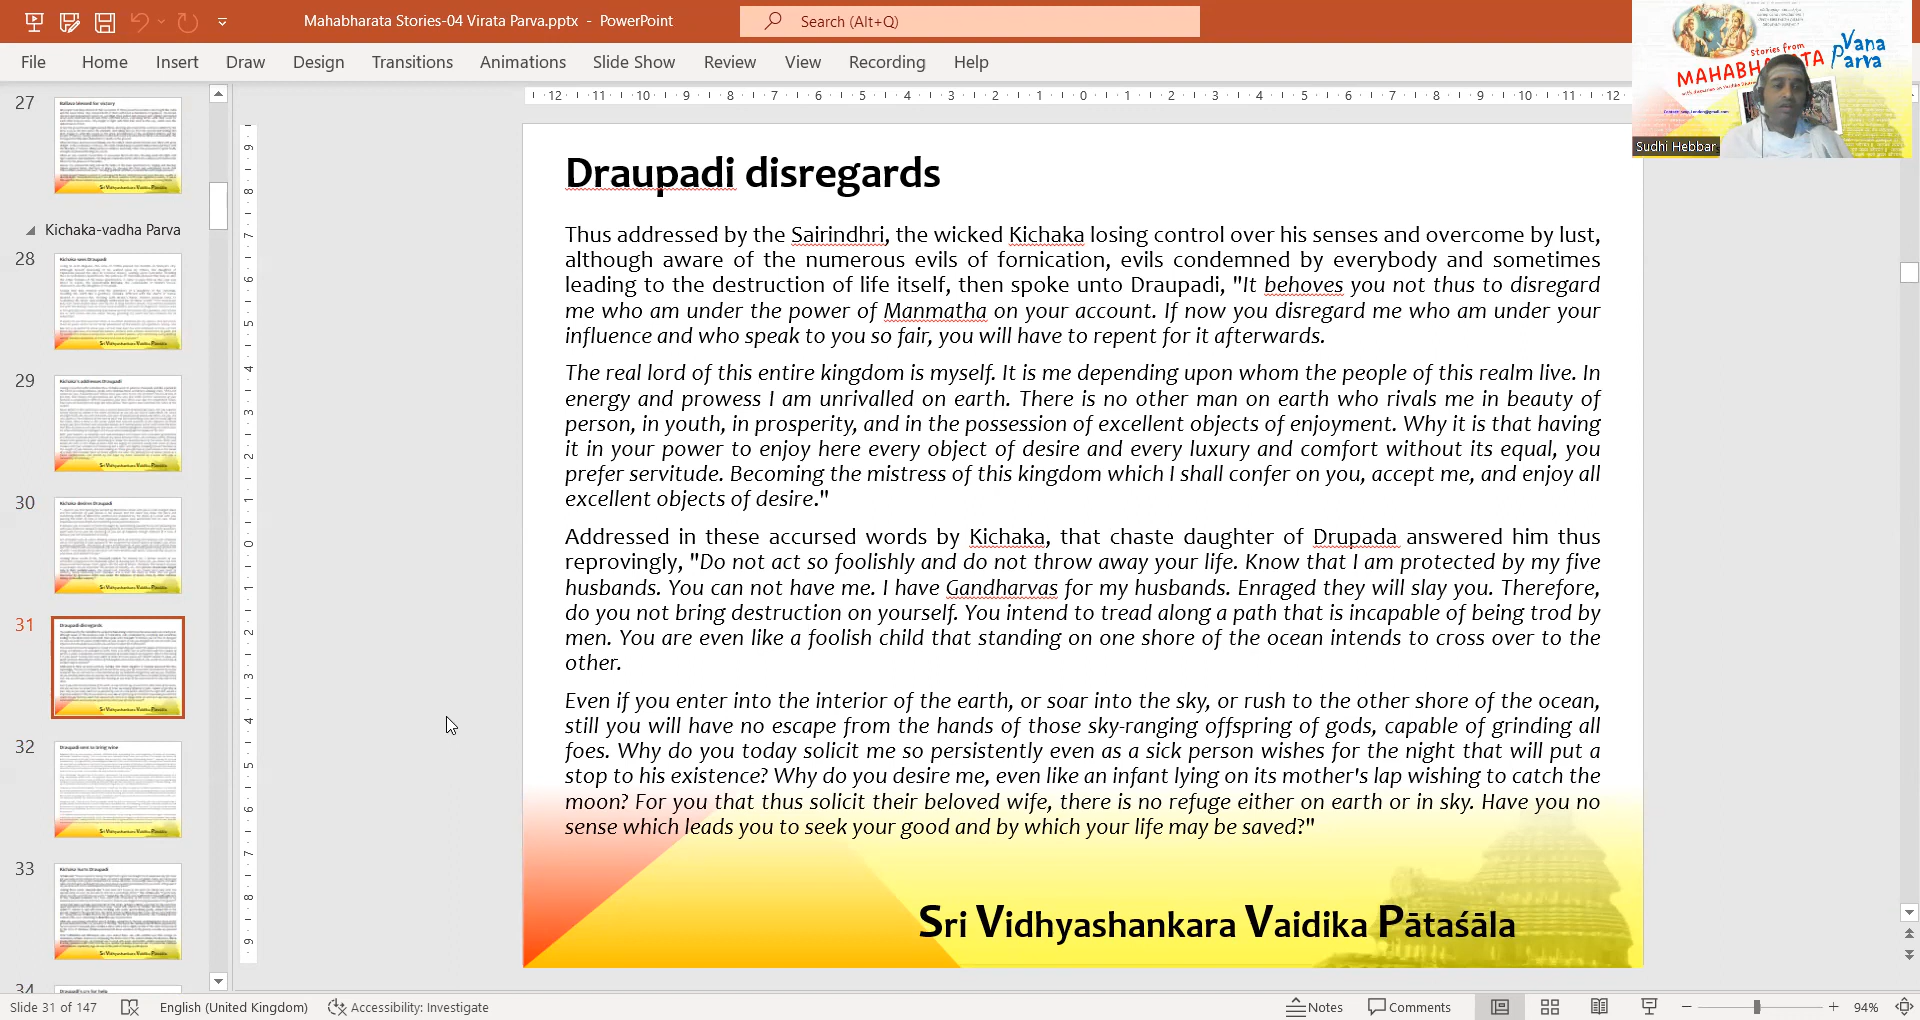 Mahabharata Stories-04 Virata Parva.pptx - PowerPoint
Search (Alt+Q)
File Home Insert Draw Design Transitions Animations Slide Show Review View Recording Help
Stories from
MAHABHARATA
Vana
Parva
Sudhi Hebbar
27
Kichaka-vadha Parva
28
29
Kichaka's addresses Draupadi
30
Kichaka desires Draupadi
31
Draupadi disregards
32
Draupadi sent to bring wine
33
Kichaka hurts Draupadi
34
Draupadi disregards
Thus addressed by the Sairindhri, the wicked Kichaka losing control over his senses and overcome by lust,
although aware of the numerous evils of fornication, evils condemned by everybody and sometimes
leading to the destruction of life itself, then spoke unto Draupadi, "It behoves you not thus to disregard
me who am under the power of Manmatha on your account. If now you disregard me who am under your
influence and who speak to you so fair, you will have to repent for it afterwards.
The real lord of this entire kingdom is myself. It is me depending upon whom the people of this realm live. In
energy and prowess I am unrivalled on earth. There is no other man on earth who rivals me in beauty of
person, in youth, in prosperity, and in the possession of excellent objects of enjoyment. Why it is that having
it in your power to enjoy here every object of desire and every luxury and comfort without its equal, you
prefer servitude. Becoming the mistress of this kingdom which I shall confer on you, accept me, and enjoy all
excellent objects of desire."
Addressed in these accursed words by Kichaka, that chaste daughter of Drupada answered him thus
reprovingly, "Do not act so foolishly and do not throw away your life. Know that I am protected by my five
husbands. You can not have me. I have Gandharvas for my husbands. Enraged they will slay you. Therefore,
do you not bring destruction on yourself. You intend to tread along a path that is incapable of being trod by
men. You are even like a foolish child that standing on one shore of the ocean intends to cross over to the
other.
Even if you enter into the interior of the earth, or soar into the sky, or rush to the other shore of the ocean,
still you will have no escape from the hands of those sky-ranging offspring of gods, capable of grinding all
foes. Why do you today solicit me so persistently even as a sick person wishes for the night that will put a
stop to his existence? Why do you desire me, even like an infant lying on its mother's lap wishing to catch the
moon? For you that thus solicit their beloved wife, there is no refuge either on earth or in sky. Have you no
sense which leads you to seek your good and by which your life may be saved?"
Sri Vidhyashankara Vaidika Pātaśāla
Slide 31 of 147 English (United Kingdom) Accessibility: Investigate Notes Comments 94%